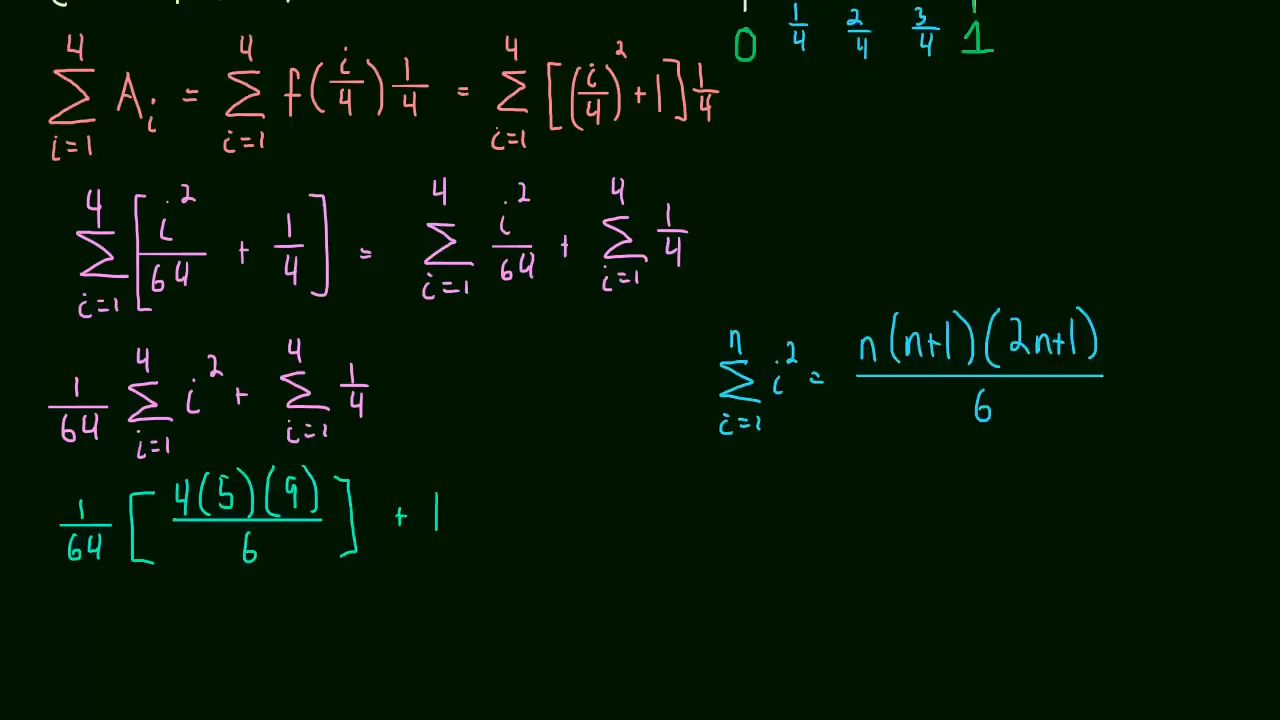 0 1/4 2/4 3/4 1
∑_{i=1}^{4} A_i = ∑_{i=1}^{4} f(i/4) 1/4 = ∑_{i=1}^{4} [(i/4)^2 + 1] 1/4
∑_{i=1}^{4} [i^2/64 + 1/4] = ∑_{i=1}^{4} i^2/64 + ∑_{i=1}^{4} 1/4
∑_{i=1}^{n} i^2 = n(n+1)(2n+1)/6
1/64 ∑_{i=1}^{4} i^2 + ∑_{i=1}^{4} 1/4
1/64 [4(5)(9)/6] + 1